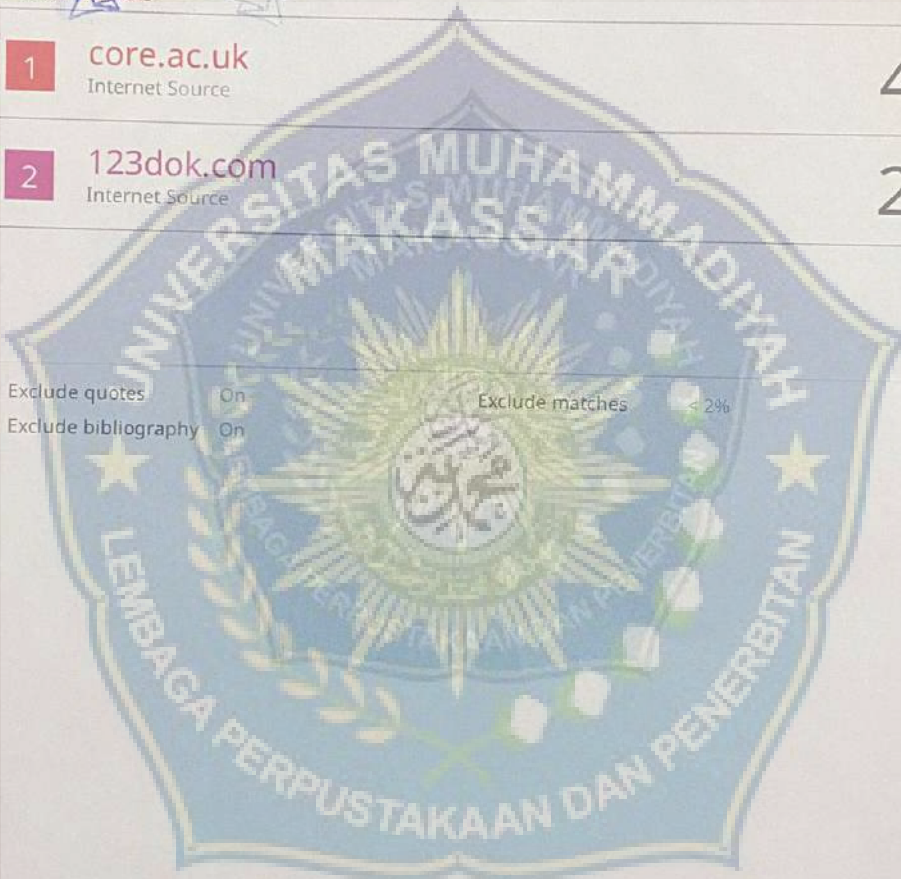 1 core.ac.uk
Internet Source
2 123dok.com
Internet Source 2
UNIVERSITAS MUHAMMADIYAH
MAKASSAR
Exclude quotes On
Exclude matches < 2%
Exclude bibliography On
LEMBAGA PERPUSTAKAAN DAN PENERBITAN